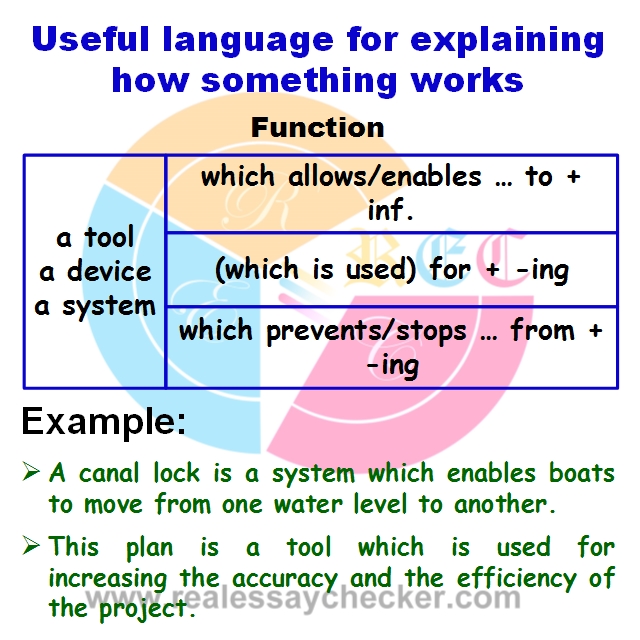 Useful language for explaining
how something works
Function
a tool
a device
a system
which allows/enables … to +
inf.
(which is used) for + -ing
which prevents/stops … from +
-ing
R
E
C
REC
Example:
➢ A canal lock is a system which enables boats
to move from one water level to another.
➢ This plan is a tool which is used for
increasing the accuracy and the efficiency of
the project.
www.realessaychecker.com